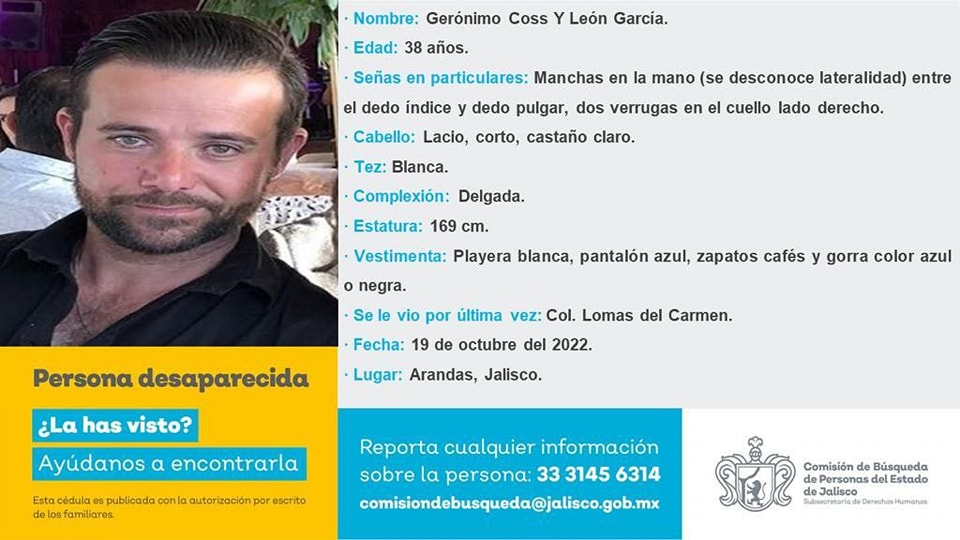 · Nombre: Gerónimo Coss Y León García.
· Edad: 38 años.
· Señas en particulares: Manchas en la mano (se desconoce lateralidad) entre
el dedo índice y dedo pulgar, dos verrugas en el cuello lado derecho.
· Cabello: Lacio, corto, castaño claro.
· Tez: Blanca.
· Complexión: Delgada.
· Estatura: 169 cm.
· Vestimenta: Playera blanca, pantalón azul, zapatos cafés y gorra color azul
o negra.
· Se le vio por última vez: Col. Lomas del Carmen.
· Fecha: 19 de octubre del 2022.
· Lugar: Arandas, Jalisco.
Persona desaparecida
¿La has visto?
Ayúdanos a encontrarla
Esta cédula es publicada con la autorización por escrito
de los familiares.
Reporta cualquier información
sobre la persona: 33 3145 6314
comisiondebusqueda@jalisco.gob.mx
Comisión de Búsqueda
de Personas del Estado
de Jalisco
Subsecretaría de Derechos Humanos